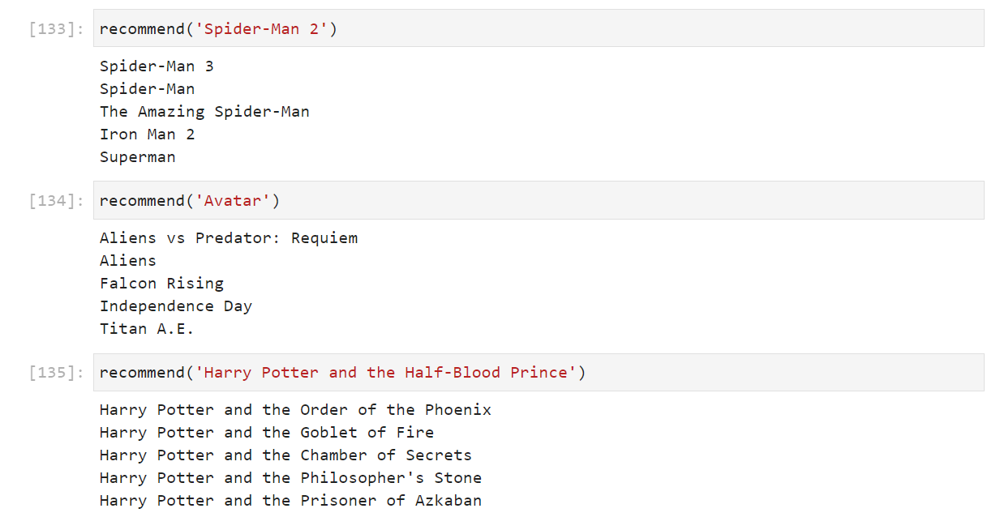 [133]: recommend('Spider-Man 2')
Spider-Man 3
Spider-Man
The Amazing Spider-Man
Iron Man 2
Superman
[134]: recommend('Avatar')
Aliens vs Predator: Requiem
Aliens
Falcon Rising
Independence Day
Titan A.E.
[135]: recommend('Harry Potter and the Half-Blood Prince')
Harry Potter and the Order of the Phoenix
Harry Potter and the Goblet of Fire
Harry Potter and the Chamber of Secrets
Harry Potter and the Philosopher's Stone
Harry Potter and the Prisoner of Azkaban